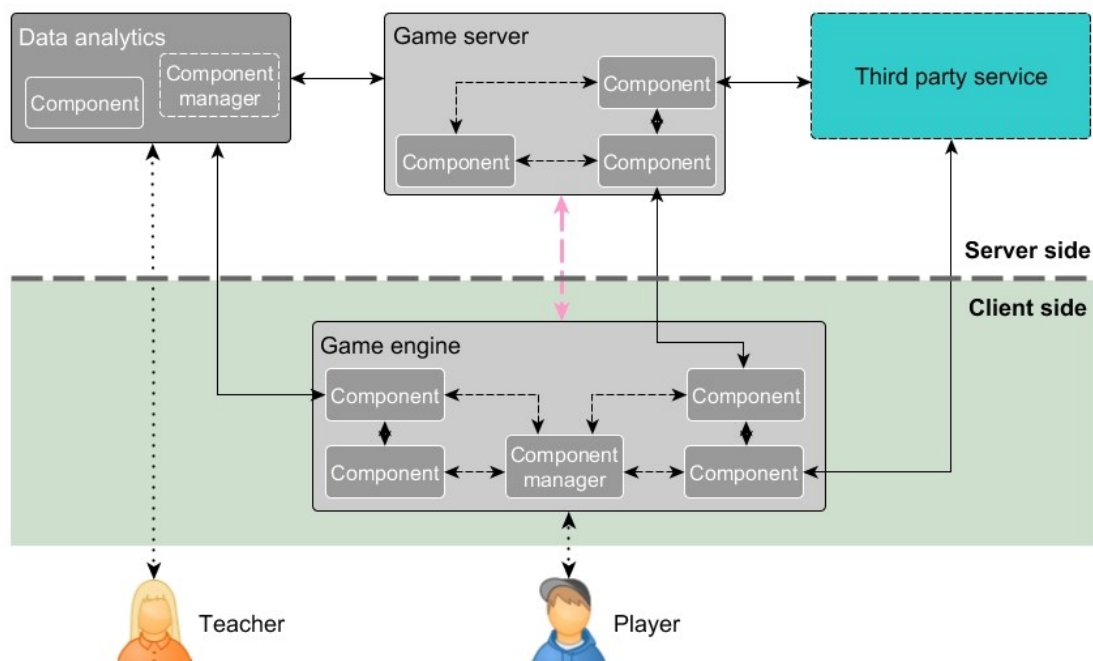 Data analytics
Component
manager
Component
Game server
Component
Component
Component
Third party service
Server side
Client side
Game engine
Component
Component
Component
manager
Component
Component
Teacher
Player